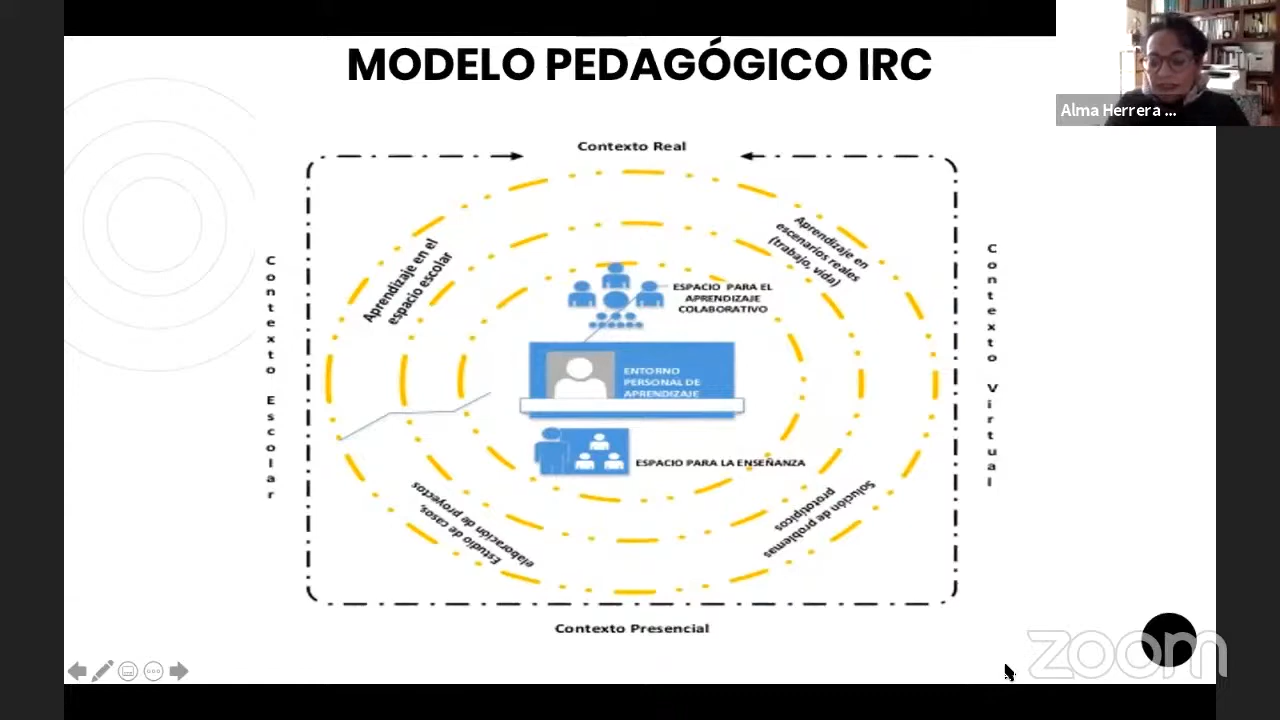 MODELO PEDAGÓGICO IRC
Alma Herrera ...
Contexto Real
Aprendizaje en el
espacio escolar
Aprendizaje en
escenarios reales
(trabajo, vida)
Contexto Escolar
Contexto Virtual
ESPACIO PARA EL
APRENDIZAJE
COLABORATIVO
ENTORNO
PERSONAL DE
APRENDIZAJE
ESPACIO PARA LA ENSEÑANZA
Estudio de casos,
elaboración de proyectos
Solución de problemas
prototípicos
Contexto Presencial
zoom